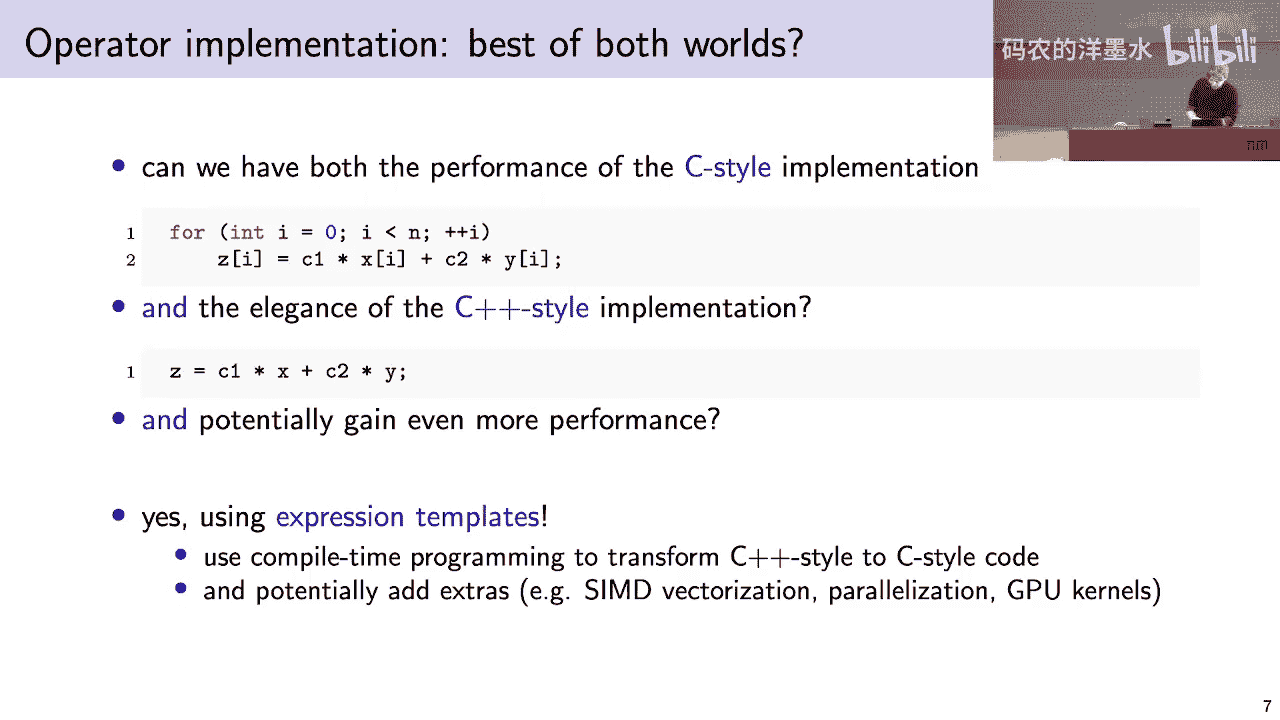 Operator implementation: best of both worlds?
码农的洋墨水 bilibili
nm
• can we have both the performance of the C-style implementation
1 for (int i = 0; i < n; ++i)
2 z[i] = c1 * x[i] + c2 * y[i];
• and the elegance of the C++-style implementation?
1 z = c1 * x + c2 * y;
• and potentially gain even more performance?
• yes, using expression templates!
• use compile-time programming to transform C++-style to C-style code
• and potentially add extras (e.g. SIMD vectorization, parallelization, GPU kernels)
7